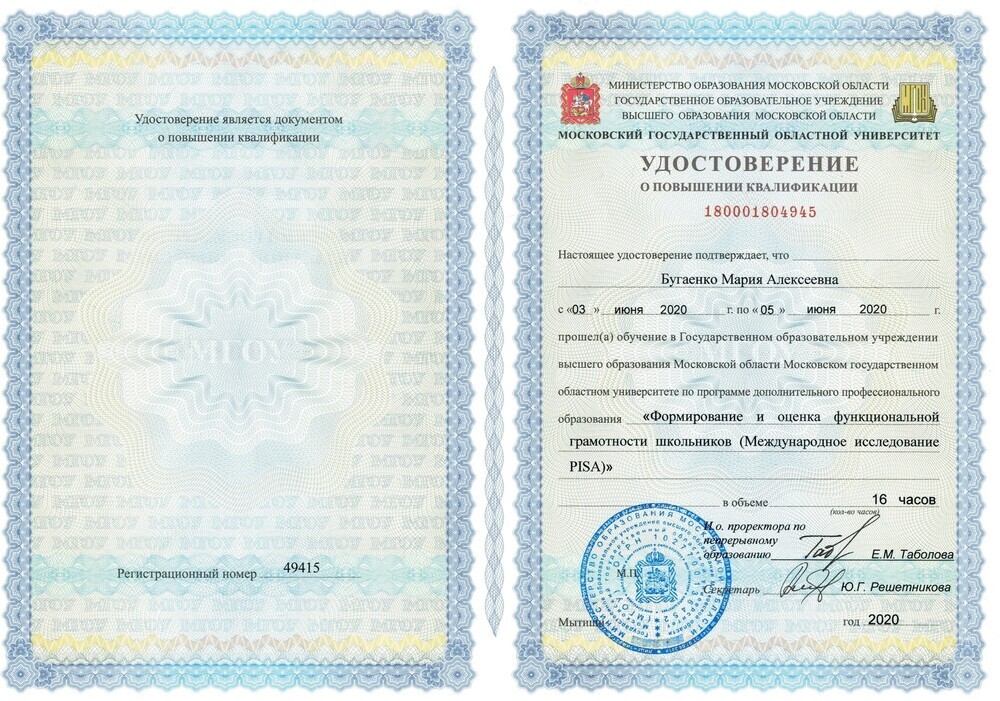 Удостоверение является документом
о повышении квалификации
МГОУ
Регистрационный номер 49415
МИНИСТЕРСТВО ОБРАЗОВАНИЯ МОСКОВСКОЙ ОБЛАСТИ
ГОСУДАРСТВЕННОЕ ОБРАЗОВАТЕЛЬНОЕ УЧРЕЖДЕНИЕ
ВЫСШЕГО ОБРАЗОВАНИЯ МОСКОВСКОЙ ОБЛАСТИ
МОСКОВСКИЙ ГОСУДАРСТВЕННЫЙ ОБЛАСТНОЙ УНИВЕРСИТЕТ
УДОСТОВЕРЕНИЕ
О ПОВЫШЕНИИ КВАЛИФИКАЦИИ
180001804945
Настоящее удостоверение подтверждает, что
Бугаенко Мария Алексеевна
с «03 » июня 2020 г. по « 05 » июня 2020 г.
прошел(а) обучение в Государственном образовательном учреждении
высшего образования Московской области Московском государственном
областном университете по программе дополнительного профессионального
образования «Формирование и оценка функциональной
грамотности школьников (Международное исследование
PISA)»
в объеме 16 часов
(кол-во часов)
И.о. проректора по
непрерывному
образованию Е.М. Таболова
М.П.
Секретарь Ю.Г. Решетникова
Мытищи год 2020